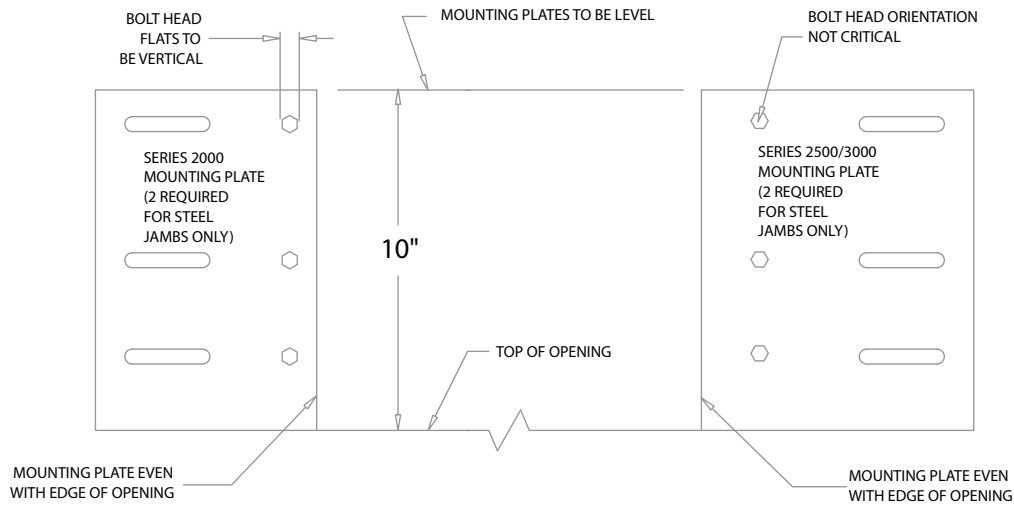 BOLT HEAD
FLATS TO
BE VERTICAL
MOUNTING PLATES TO BE LEVEL
BOLT HEAD ORIENTATION
NOT CRITICAL
SERIES 2000
MOUNTING PLATE
(2 REQUIRED
FOR STEEL
JAMBS ONLY)
SERIES 2500/3000
MOUNTING PLATE
(2 REQUIRED
FOR STEEL
JAMBS ONLY)
10"
TOP OF OPENING
MOUNTING PLATE EVEN
WITH EDGE OF OPENING
MOUNTING PLATE EVEN
WITH EDGE OF OPENING